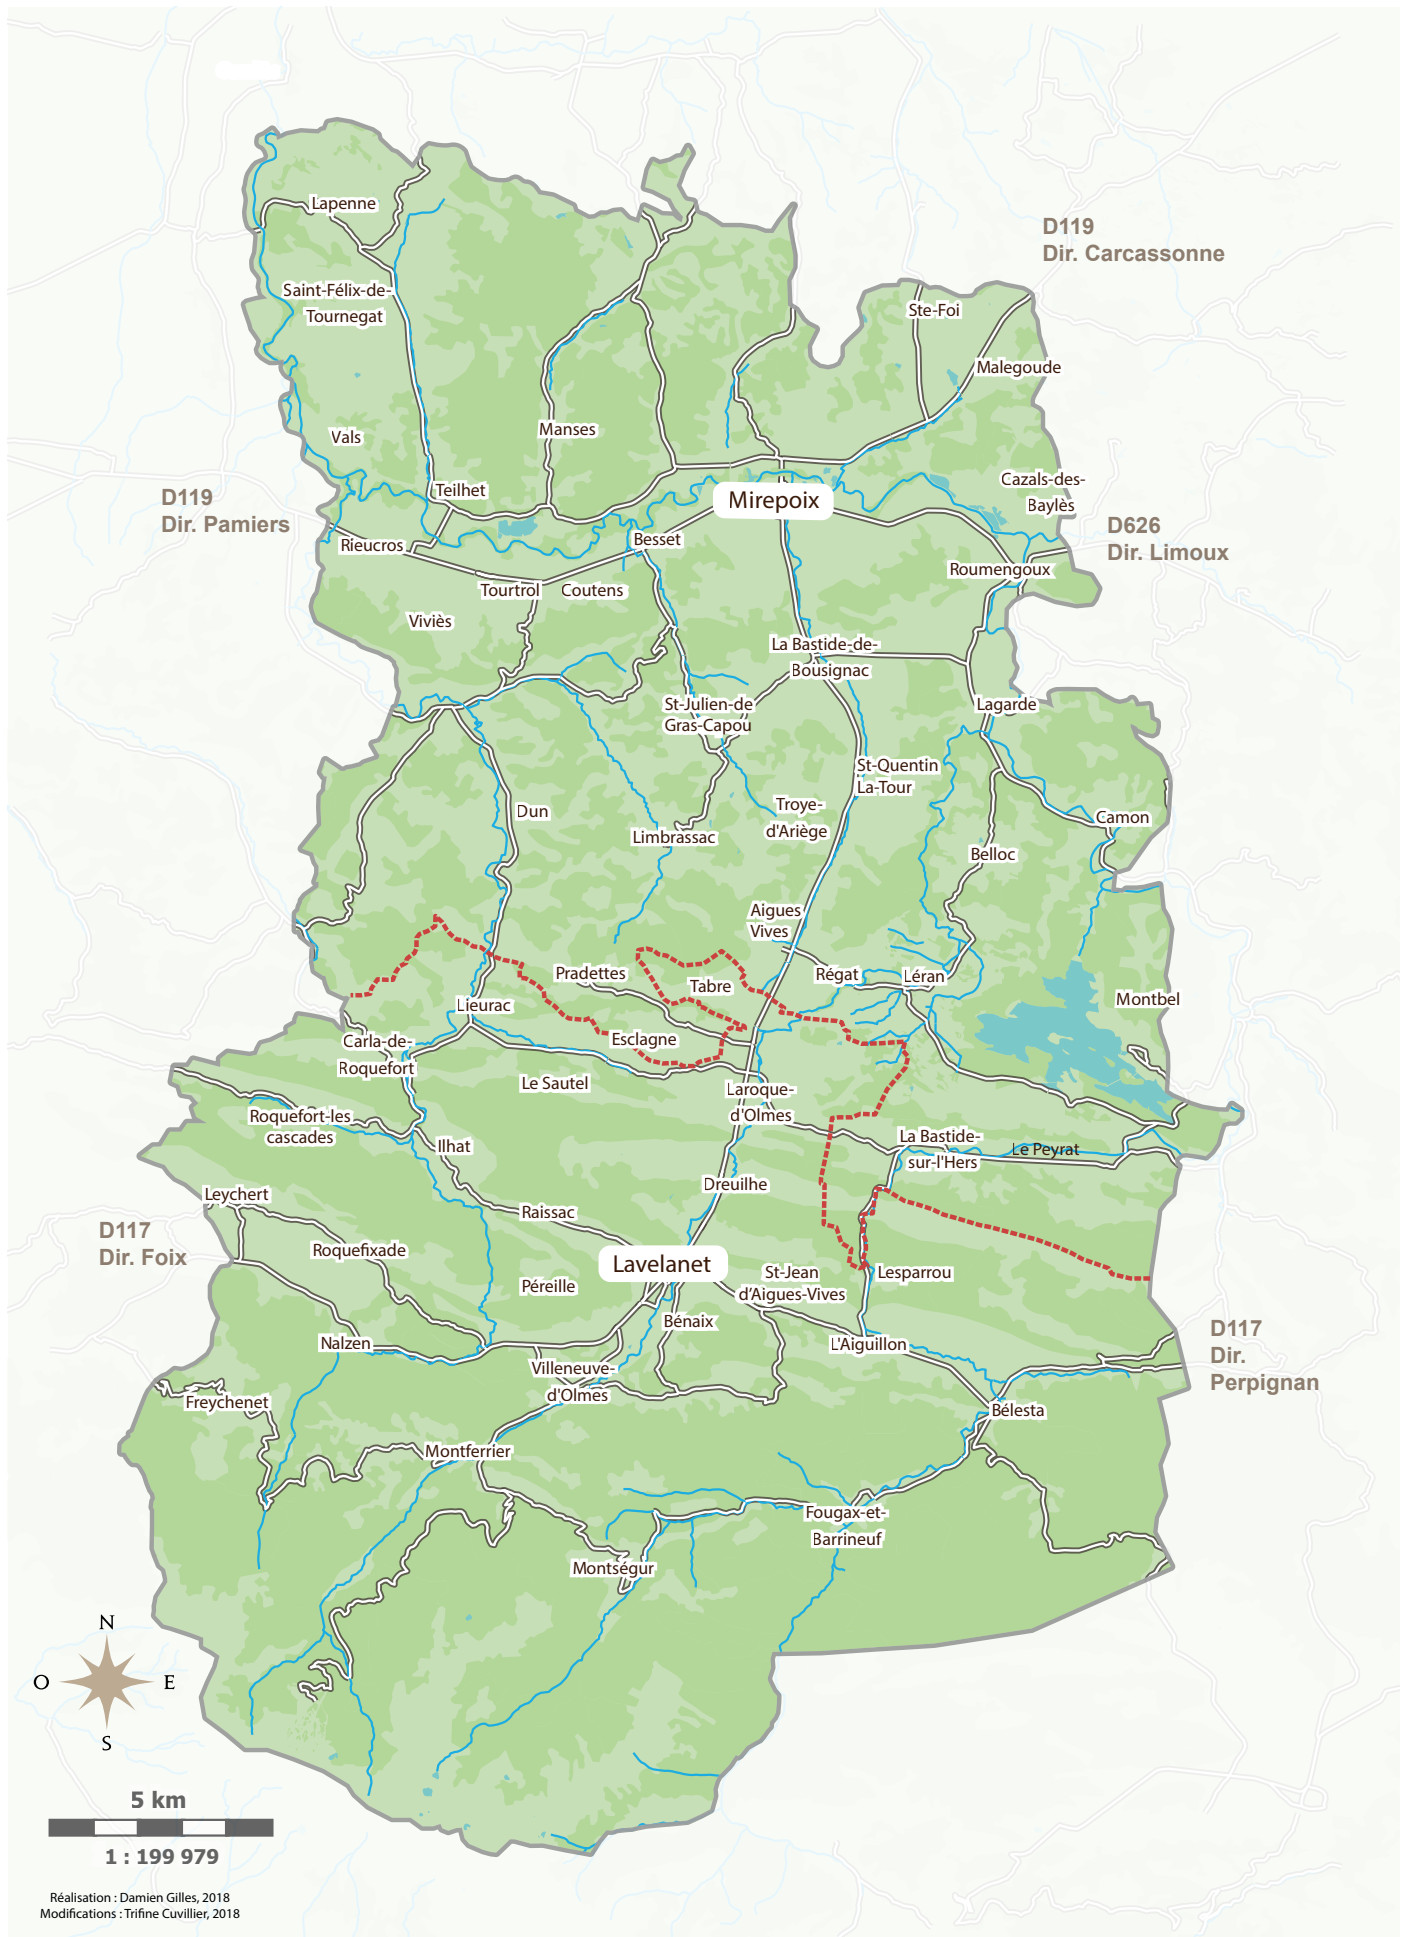 Lapenne
D119
Dir. Carcassonne
Saint-Félix-de-
Tournegat
Ste-Foi
Malegoude
Vals
Manses
Cazals-des-
Baylès
D119
Dir. Pamiers
Teilhet
Mirepoix
D626
Dir. Limoux
Rieucros
Besset
Roumengoux
Tourtrol
Coutens
Viviès
La Bastide-de-
Bousignac
St-Julien-de
Gras-Capou
Lagarde
St-Quentin
La-Tour
Dun
Troye-
d'Ariège
Camon
Limbrassac
Belloc
Aigues
Vives
Pradettes
Tabre
Régat
Léran
Montbel
Lieurac
Carla-de-
Roquefort
Esclagne
Le Sautel
Laroque-
d'Olmes
Roquefort-les
cascades
Ilhat
La Bastide-
sur-l'Hers
Le Peyrat
Leychert
Dreuilhe
Raissac
D117
Dir. Foix
Roquefixade
Lavelanet
St-Jean
d'Aigues-Vives
Lesparrou
Péreille
Bénaix
Nalzen
L'Aiguillon
D117
Dir.
Perpignan
Villeneuve-
d'Olmes
Freychenet
Bélesta
Montferrier
Fougax-et-
Barrineuf
Montségur
N
O
E
S
5 km
1 : 199 979
Réalisation : Damien Gilles, 2018
Modifications : Trifine Cuvillier, 2018